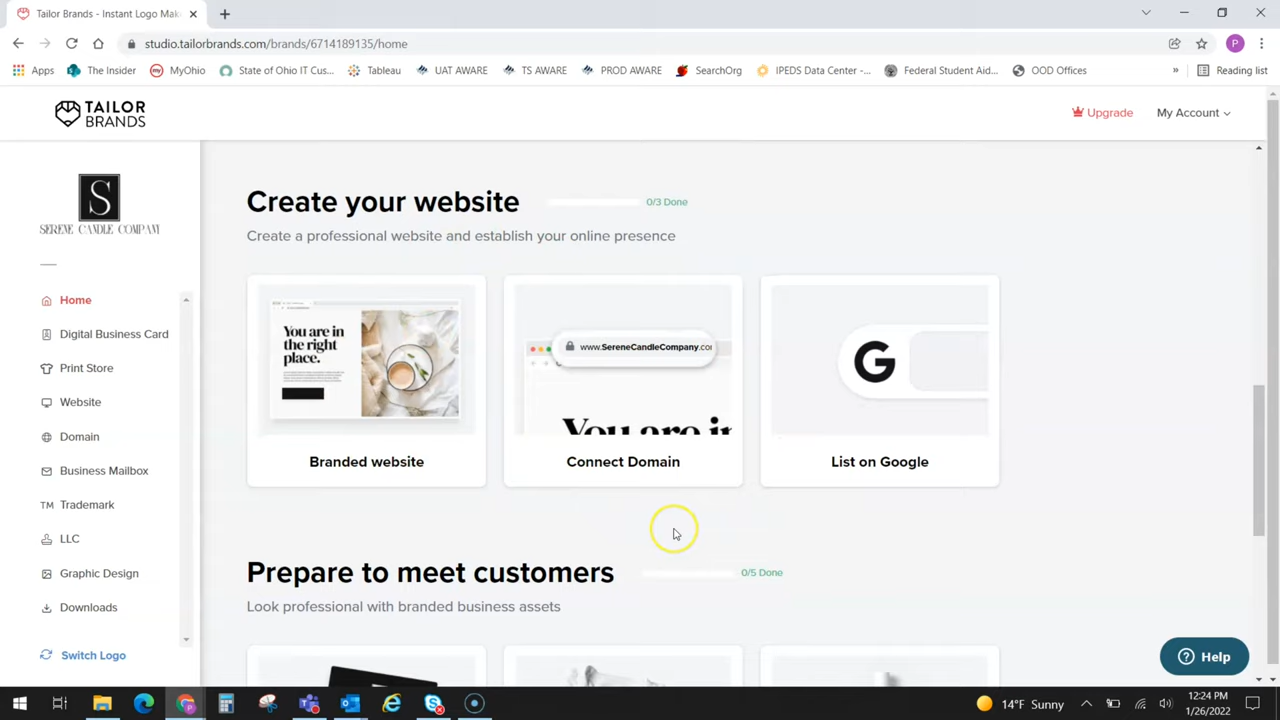 Tailor Brands - Instant Logo Mak
studio.tailorbrands.com/brands/6714189135/home
P
Apps
The Insider
MyOhio
State of Ohio IT Cus...
Tableau
UAT AWARE
TS AWARE
PROD AWARE
SearchOrg
IPEDS Data Center -...
Federal Student Aid...
OOD Offices
»
Reading list
TAILOR
BRANDS
Upgrade
My Account
S
SERENE CANDLE COMPANY
Home
Digital Business Card
Print Store
Website
Domain
Business Mailbox
TM Trademark
LLC
Graphic Design
Downloads
Switch Logo
Create your website
0/3 Done
Create a professional website and establish your online presence
You are in
the right
place.
Branded website
www.SereneCandleCompany.co
You are in
Connect Domain
G
List on Google
Prepare to meet customers
0/5 Done
Look professional with branded business assets
? Help
14°F Sunny
12:24 PM
1/26/2022